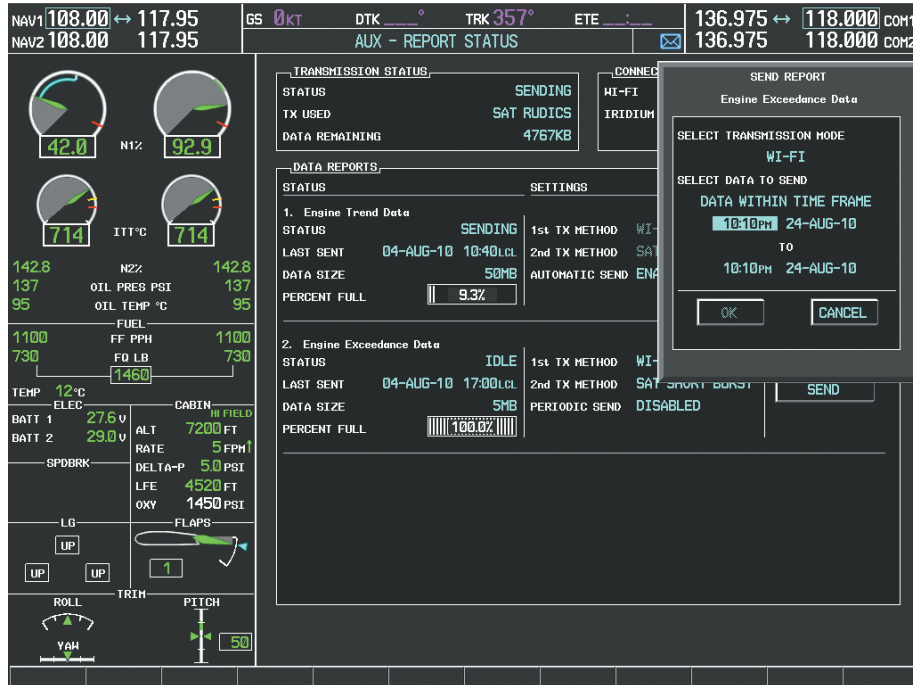 NAV1 108.00 ↔ 117.95
NAV2 108.00 117.95
GS 0KT DTK ___° TRK 357° ETE __:__
AUX - REPORT STATUS
136.975 ↔ 118.000 COM1
136.975 118.000 COM2
42.0 N1% 92.9
714 ITT°C 714
142.8 N2% 142.8
137 OIL PRES PSI 137
95 OIL TEMP °C 95
FUEL
1100 FF PPH 1100
730 FQ LB 730
1460
TEMP 12°C
ELEC
BATT 1 27.6 V
BATT 2 29.0 V
SPDBRK
CABIN
HI FIELD
ALT 7200 FT
RATE 5 FPM↑
DELTA-P 5.0 PSI
LFE 4520 FT
OXY 1450 PSI
LG
UP
UP UP
FLAPS
1
TRIM
ROLL
YAW
PITCH
50
TRANSMISSION STATUS
STATUS SENDING
TX USED SAT RUDICS
DATA REMAINING 4767KB
CONNEC
WI-FI
IRIDIUM
DATA REPORTS
STATUS SETTINGS
1. Engine Trend Data
STATUS SENDING 1st TX METHOD WI-
LAST SENT 04-AUG-10 10:40LCL 2nd TX METHOD SAT
DATA SIZE 50MB AUTOMATIC SEND ENA
PERCENT FULL 9.3%
2. Engine Exceedance Data
STATUS IDLE 1st TX METHOD WI-
LAST SENT 04-AUG-10 17:00LCL 2nd TX METHOD SAT SHORT BURST
DATA SIZE 5MB PERIODIC SEND DISABLED
PERCENT FULL 100.0%
SEND
SEND REPORT
Engine Exceedance Data
SELECT TRANSMISSION MODE
WI-FI
SELECT DATA TO SEND
DATA WITHIN TIME FRAME
10:10PM 24-AUG-10
TO
10:10PM 24-AUG-10
OK CANCEL